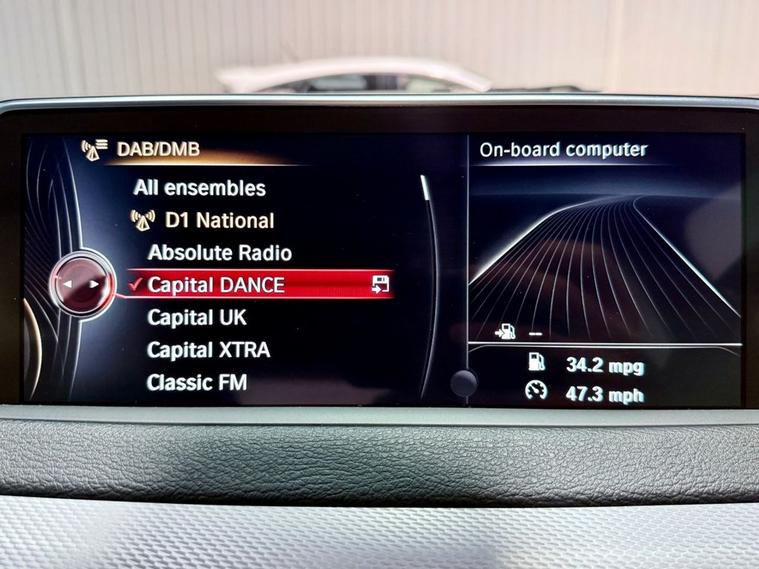 DAB/DMB
All ensembles
D1 National
Absolute Radio
Capital DANCE
Capital UK
Capital XTRA
Classic FM
On-board computer
--
34.2 mpg
47.3 mph